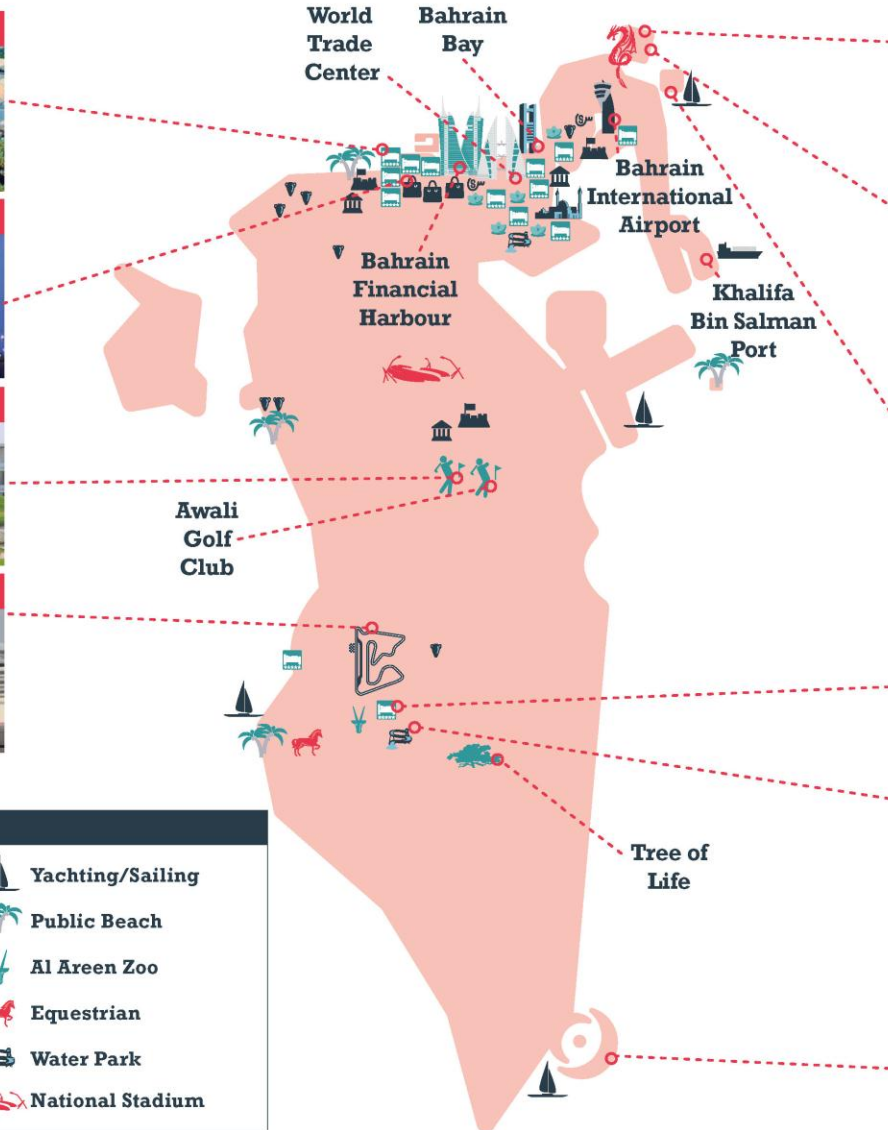 World
Trade
Center
Bahrain
Bay
Bahrain
International
Airport
Bahrain
Financial
Harbour
Khalifa
Bin Salman
Port
Awali
Golf
Club
Tree of
Life
Yachting/Sailing
Public Beach
Al Areen Zoo
Equestrian
Water Park
National Stadium